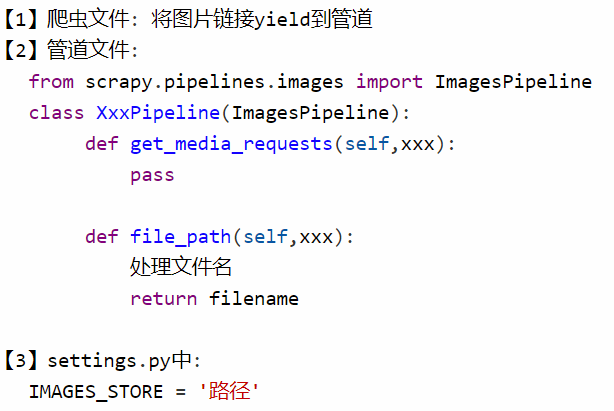 【1】爬虫文件: 将图片链接yield到管道
【2】管道文件:
from scrapy.pipelines.images import ImagesPipeline
class XxxPipeline(ImagesPipeline):
def get_media_requests(self,xxx):
pass
def file_path(self,xxx):
处理文件名
return filename
【3】settings.py中:
IMAGES_STORE = '路径'